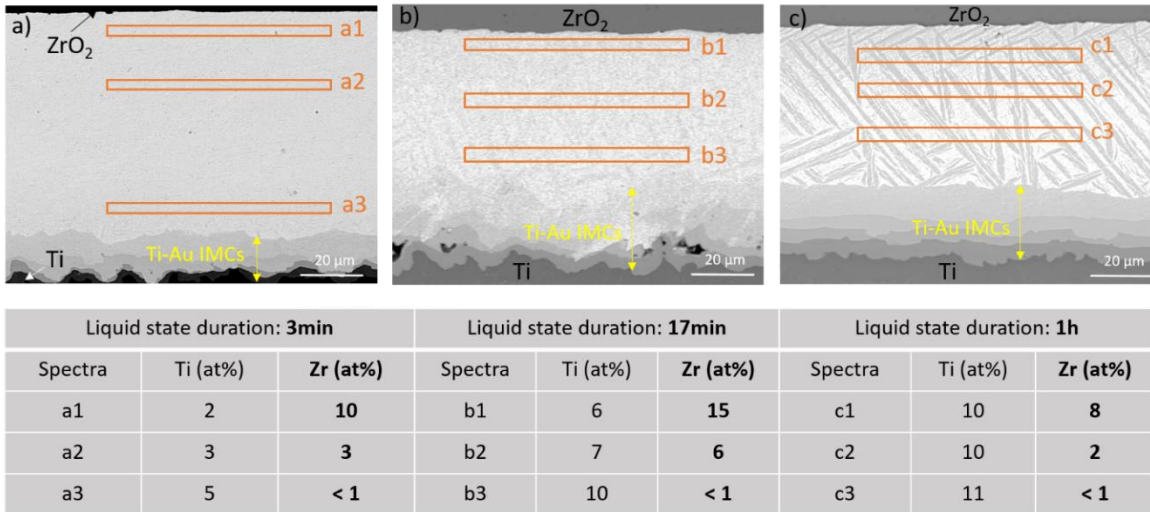 a)
ZrO2
a1
a2
a3
Ti-Au IMCs
Ti
20 µm
b)
ZrO2
b1
b2
b3
Ti-Au IMCs
Ti
20 µm
c)
ZrO2
c1
c2
c3
Ti-Au IMCs
Ti
20 µm
Liquid state duration: 3min Liquid state duration: 17min Liquid state duration: 1h
Spectra Ti (at%) Zr (at%) Spectra Ti (at%) Zr (at%) Spectra Ti (at%) Zr (at%)
a1 2 10 b1 6 15 c1 10 8
a2 3 3 b2 7 6 c2 10 2
a3 5 < 1 b3 10 < 1 c3 11 < 1